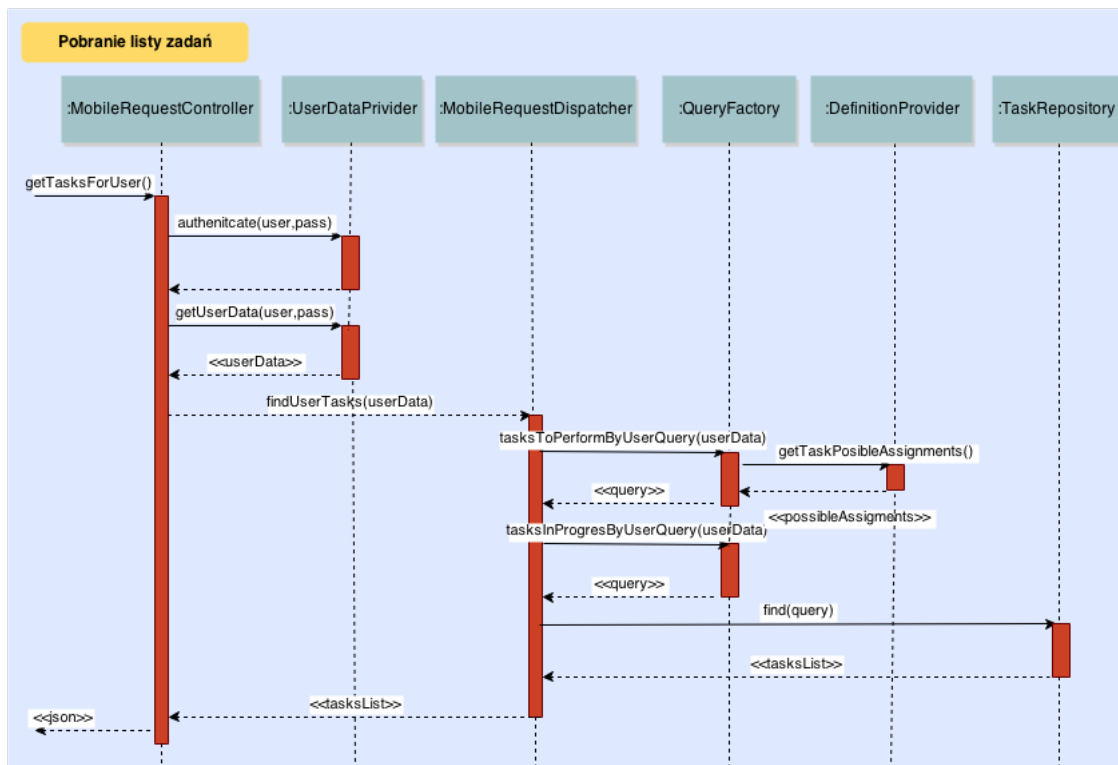 Pobranie listy zadań
:MobileRequestController
:UserDataPrivider
:MobileRequestDispatcher
:QueryFactory
:DefinitionProvider
:TaskRepository
getTasksForUser()
authenitcate(user,pass)
getUserData(user,pass)
<<userData>>
findUserTasks(userData)
tasksToPerformByUserQuery(userData)
getTaskPosibleAssignments()
<<query>>
<<possibleAssigments>>
tasksInProgresByUserQuery(userData)
<<query>>
find(query)
<<tasksList>>
<<tasksList>>
<<json>>